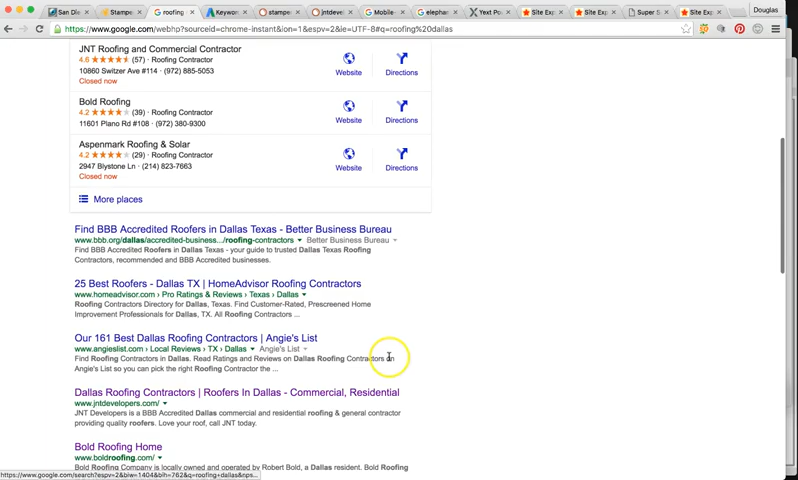 San Die
Stampe
roofing
Keyword
stampe
jntdevel
Mobile-
elepha
Yext Po
Site Exp
Site Exp
Super S
Site Exp
Douglas
https://www.google.com/webhp?sourceid=chrome-instant&ion=1&espv=2&ie=UTF-8#q=roofing%20dallas
JNT Roofing and Commercial Contractor
4.6 (57) · Roofing Contractor
10860 Switzer Ave #114 · (972) 885-5053
Closed now
Website
Directions
Bold Roofing
4.2 (39) · Roofing Contractor
11601 Plano Rd #108 · (972) 380-9300
Website
Directions
Aspenmark Roofing & Solar
4.2 (29) · Roofing Contractor
2947 Blystone Ln · (214) 823-7663
Closed now
Website
Directions
More places
Find BBB Accredited Roofers in Dallas Texas - Better Business Bureau
www.bbb.org/dallas/accredited-business.../roofing-contractors Better Business Bureau
Find BBB Accredited Roofers in Dallas Texas - your guide to trusted Dallas Texas Roofing
Contractors, recommended and BBB Accredited businesses.
25 Best Roofers - Dallas TX | HomeAdvisor Roofing Contractors
www.homeadvisor.com › Pro Ratings & Reviews › Texas › Dallas
Roofing Contractors Directory for Dallas, Texas. Find Customer-Rated, Prescreened Home
Improvement Professionals for Dallas, TX. All Roofing Contractors ...
Our 161 Best Dallas Roofing Contractors | Angie's List
www.angieslist.com › Local Reviews › TX › Dallas Angie's List
Find Roofing Contractors in Dallas. Read Ratings and Reviews on Dallas Roofing Contractors on
Angie's List so you can pick the right Roofing Contractor the ...
Dallas Roofing Contractors | Roofers In Dallas - Commercial, Residential
www.jntdevelopers.com/
JNT Developers is a BBB Accredited Dallas commercial and residential roofing & general contractor
providing quality roofers. Love your roof, call JNT today.
Bold Roofing Home
www.boldroofing.com/
Bold Roofing Company is locally owned and operated by Robert Bold, a Dallas resident. Bold Roofing
https://www.google.com/search?espv=2&biw=1404&bih=762&q=roofing+dallas&nps...